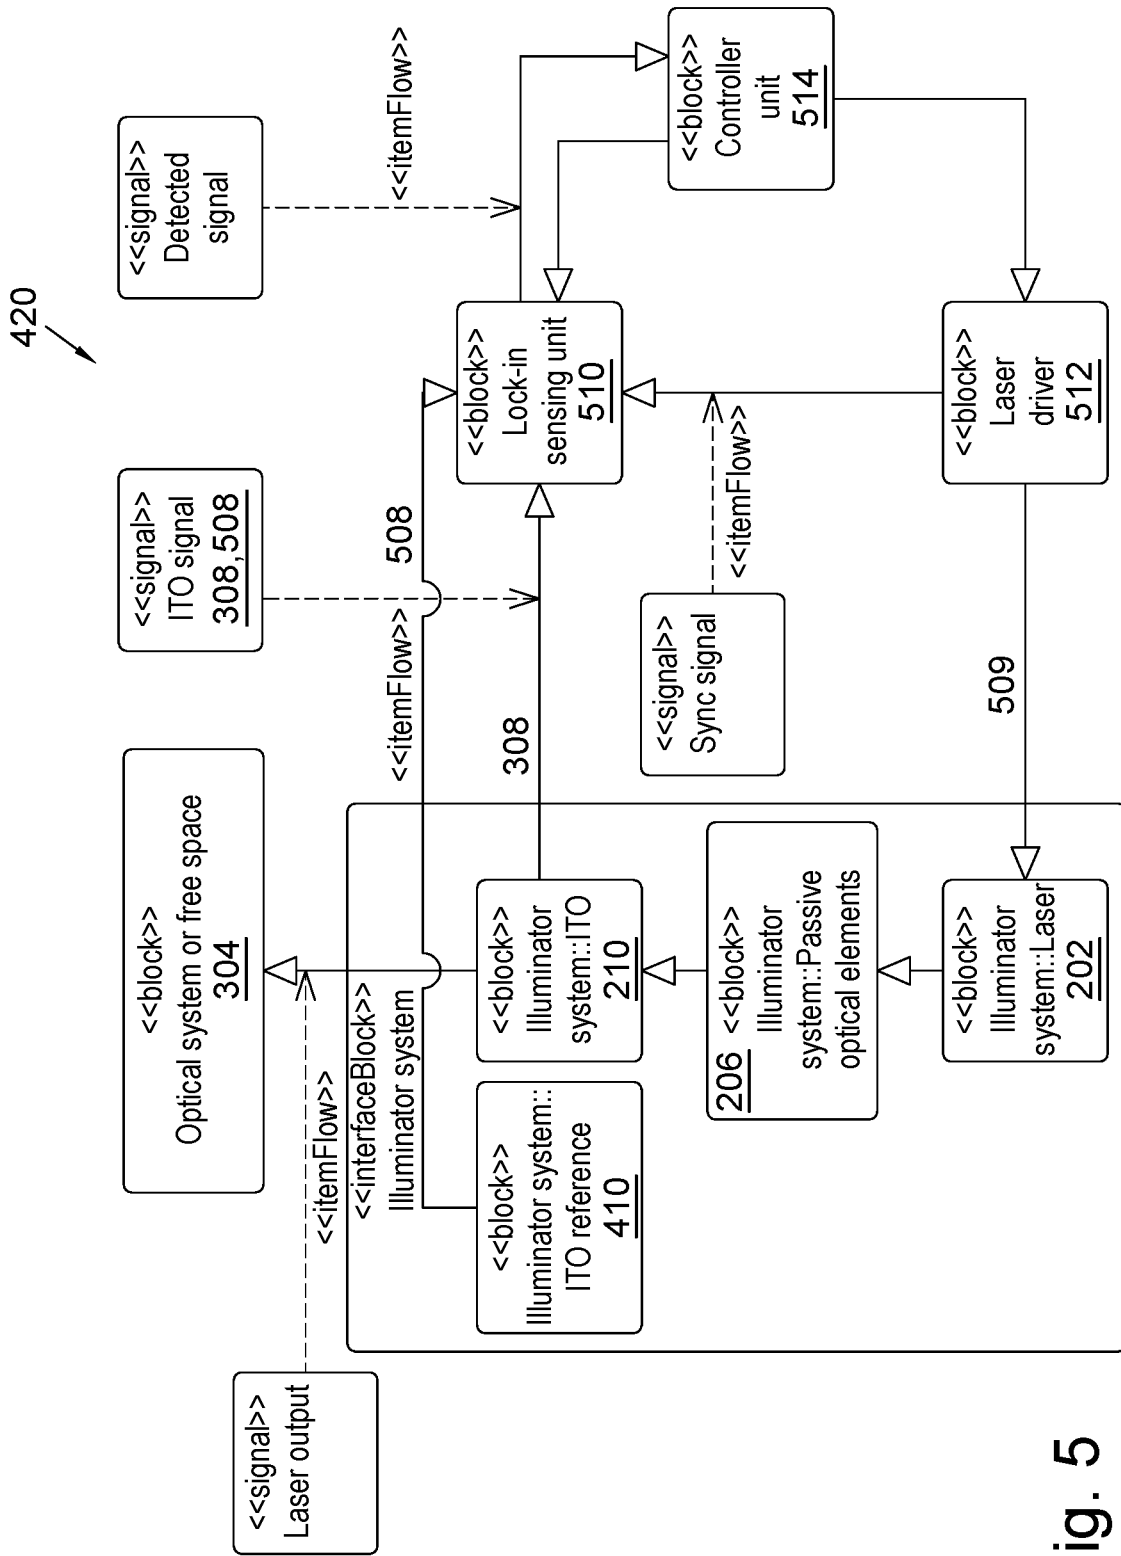 420
<<signal>>
Laser output
<<itemFlow>>
<<block>>
Optical system or free space
304
<<signal>>
ITO signal
308,508
<<itemFlow>>
<<signal>>
Detected
signal
<<itemFlow>>
<<interfaceBlock>>
Illuminator system
508
<<block>>
Illuminator system::
ITO reference
410
<<block>>
Illuminator
system::ITO
210
308
<<block>>
Lock-in
sensing unit
510
<<block>>
Controller
unit
514
206
<<block>>
Illuminator
system::Passive
optical elements
<<signal>>
Sync signal
<<itemFlow>>
<<block>>
Illuminator
system::Laser
202
509
<<block>>
Laser
driver
512
ig. 5